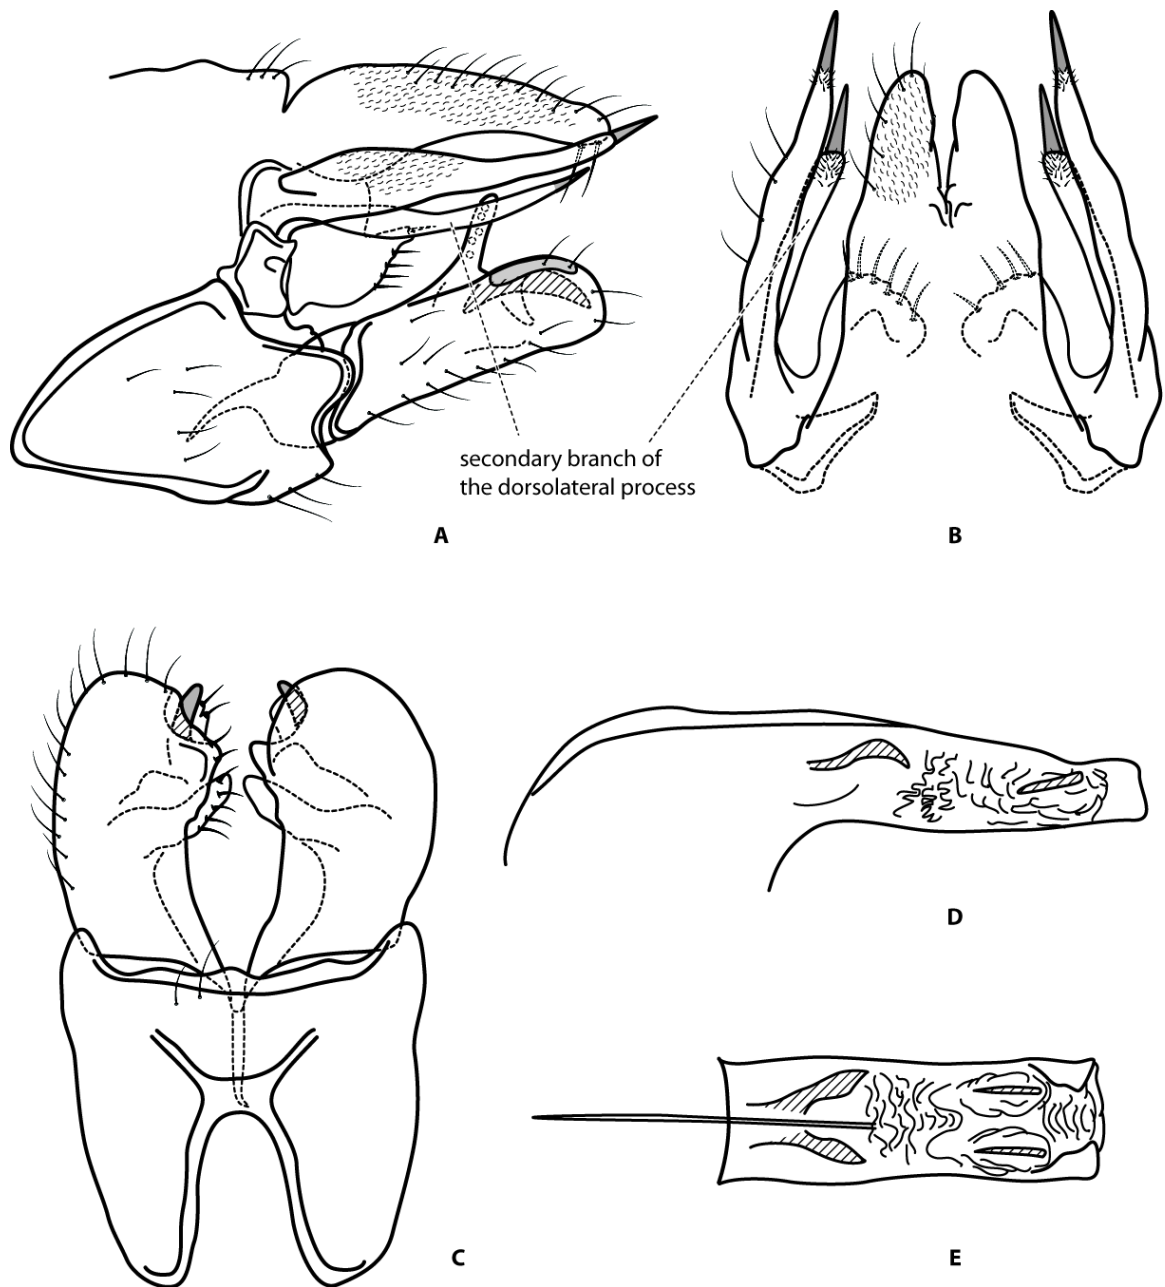 secondary branch of
the dorsolateral process
A
B
C
D
E